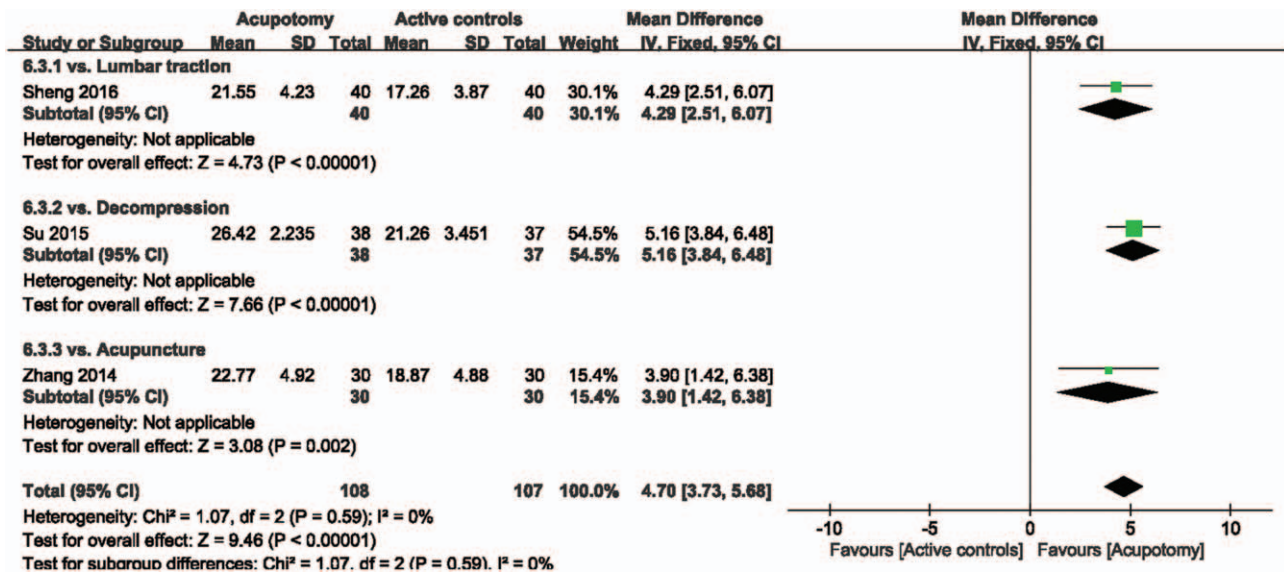 Acupotomy Active controls Mean Difference Mean Difference
Study or Subgroup Mean SD Total Mean SD Total Weight IV, Fixed, 95% CI IV, Fixed, 95% CI
6.3.1 vs. Lumbar traction
Sheng 2016 21.55 4.23 40 17.26 3.87 40 30.1% 4.29 [2.51, 6.07]
Subtotal (95% CI) 40 40 30.1% 4.29 [2.51, 6.07]
Heterogeneity: Not applicable
Test for overall effect: Z = 4.73 (P < 0.00001)
6.3.2 vs. Decompression
Su 2015 26.42 2.235 38 21.26 3.451 37 54.5% 5.16 [3.84, 6.48]
Subtotal (95% CI) 38 37 54.5% 5.16 [3.84, 6.48]
Heterogeneity: Not applicable
Test for overall effect: Z = 7.66 (P < 0.00001)
6.3.3 vs. Acupuncture
Zhang 2014 22.77 4.92 30 18.87 4.88 30 15.4% 3.90 [1.42, 6.38]
Subtotal (95% CI) 30 30 15.4% 3.90 [1.42, 6.38]
Heterogeneity: Not applicable
Test for overall effect: Z = 3.08 (P = 0.002)
Total (95% CI) 108 107 100.0% 4.70 [3.73, 5.68]
Heterogeneity: Chi² = 1.07, df = 2 (P = 0.59); I² = 0%
Test for overall effect: Z = 9.46 (P < 0.00001)
Test for subgroup differences: Chi² = 1.07, df = 2 (P = 0.59), I² = 0%
-10 -5 0 5 10
Favours [Active controls] Favours [Acupotomy]